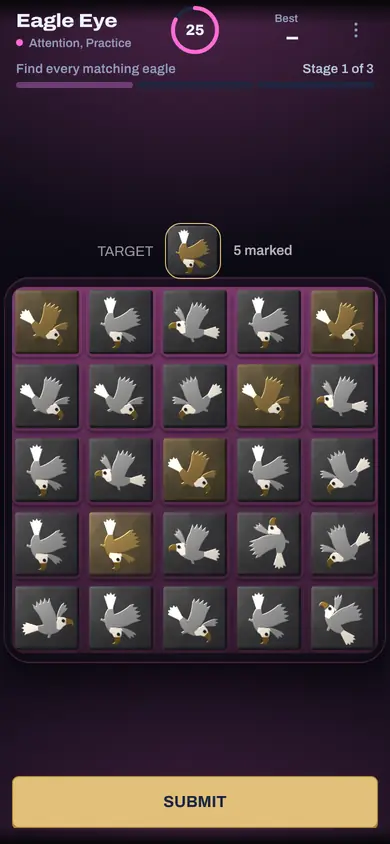 Eagle Eye
Attention, Practice
25
Best
–
Find every matching eagle
Stage 1 of 3
TARGET
5 marked
SUBMIT